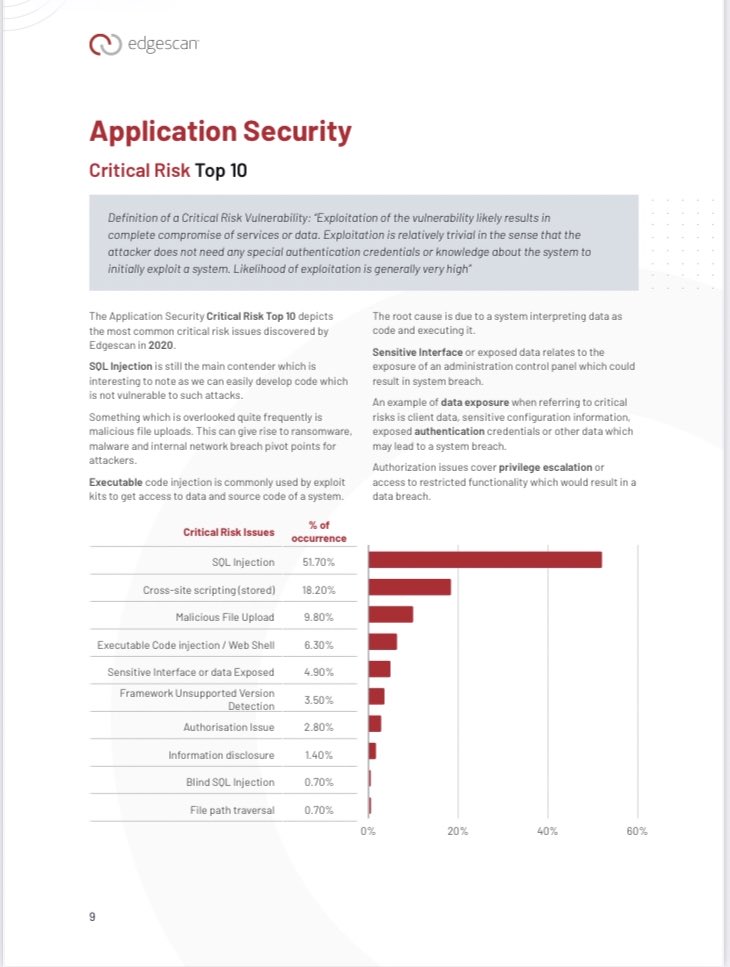 edgescan
Application Security
Critical Risk Top 10
Definition of a Critical Risk Vulnerability: "Exploitation of the vulnerability likely results in
complete compromise of services or data. Exploitation is relatively trivial in the sense that the
attacker does not need any special authentication credentials or knowledge about the system to
initially exploit a system. Likelihood of exploitation is generally very high"
The Application Security Critical Risk Top 10 depicts
the most common critical risk issues discovered by
Edgescan in 2020.
SQL Injection is still the main contender which is
interesting to note as we can easily develop code which
is not vulnerable to such attacks.
Something which is overlooked quite frequently is
malicious file uploads. This can give rise to ransomware,
malware and internal network breach pivot points for
attackers.
Executable code injection is commonly used by exploit
kits to get access to data and source code of a system.
The root cause is due to a system interpreting data as
code and executing it.
Sensitive Interface or exposed data relates to the
exposure of an administration control panel which could
result in system breach.
An example of data exposure when referring to critical
risks is client data, sensitive configuration information,
exposed authentication credentials or other data which
may lead to a system breach.
Authorization issues cover privilege escalation or
access to restricted functionality which would result in a
data breach.
Critical Risk Issues % of
occurrence
SQL Injection 51.70%
Cross-site scripting (stored) 18.20%
Malicious File Upload 9.80%
Executable Code injection / Web Shell 6.30%
Sensitive Interface or data Exposed 4.90%
Framework Unsupported Version
Detection 3.50%
Authorisation Issue 2.80%
Information disclosure 1.40%
Blind SQL Injection 0.70%
File path traversal 0.70%
0% 20% 40% 60%
9